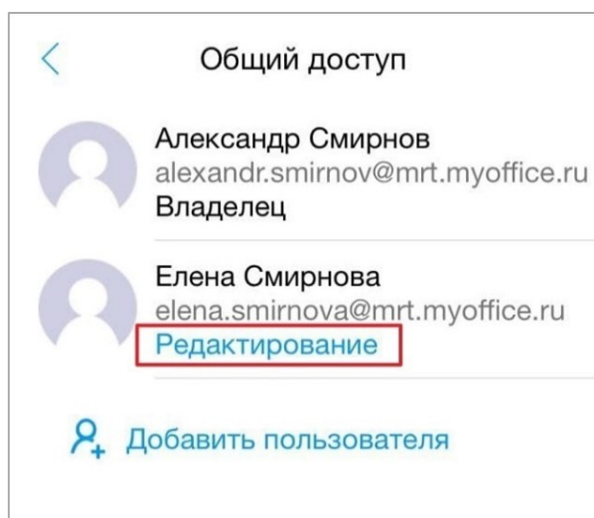 Общий доступ
Александр Смирнов
alexandr.smirnov@mrt.myoffice.ru
Владелец
Елена Смирнова
elena.smirnova@mrt.myoffice.ru
Редактирование
Добавить пользователя